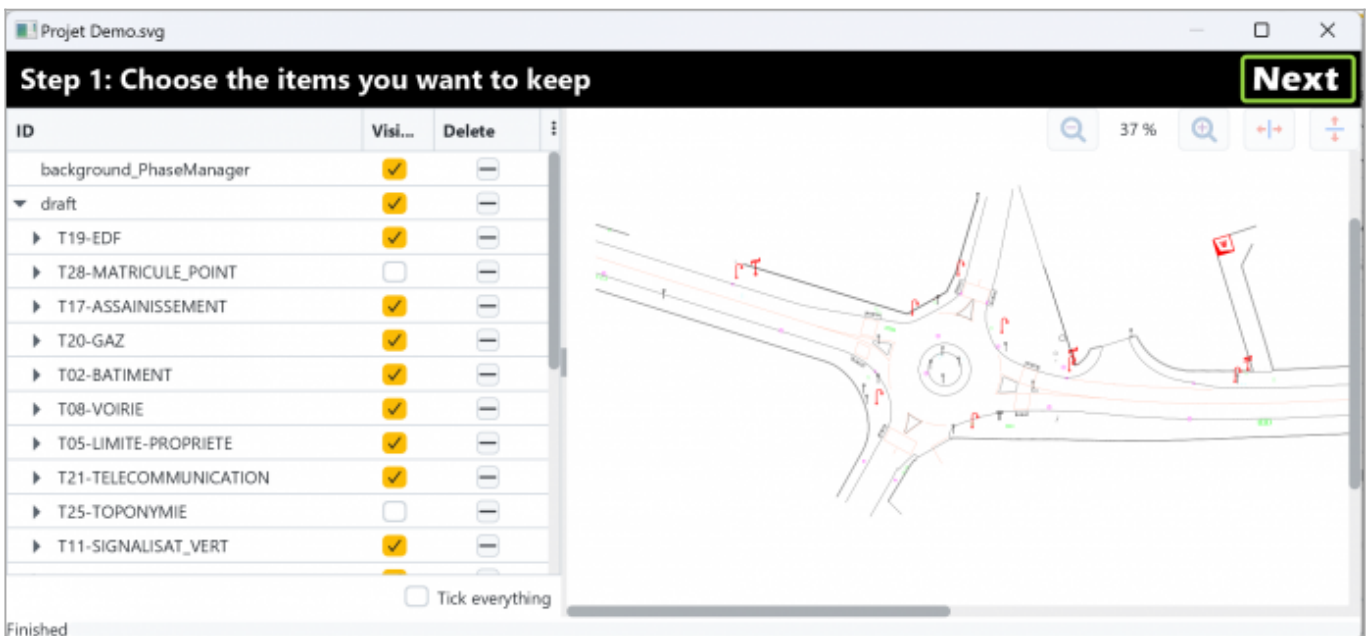 Projet Demo.svg
Step 1: Choose the items you want to keep
Next
ID Visi... Delete
37 %
background_PhaseManager
draft
T19-EDF
T28-MATRICULE_POINT
T17-ASSAINISSEMENT
T20-GAZ
T02-BATIMENT
T08-VOIRIE
T05-LIMITE-PROPRIETE
T21-TELECOMMUNICATION
T25-TOPONYMIE
T11-SIGNALISAT_VERT
Tick everything
Finished